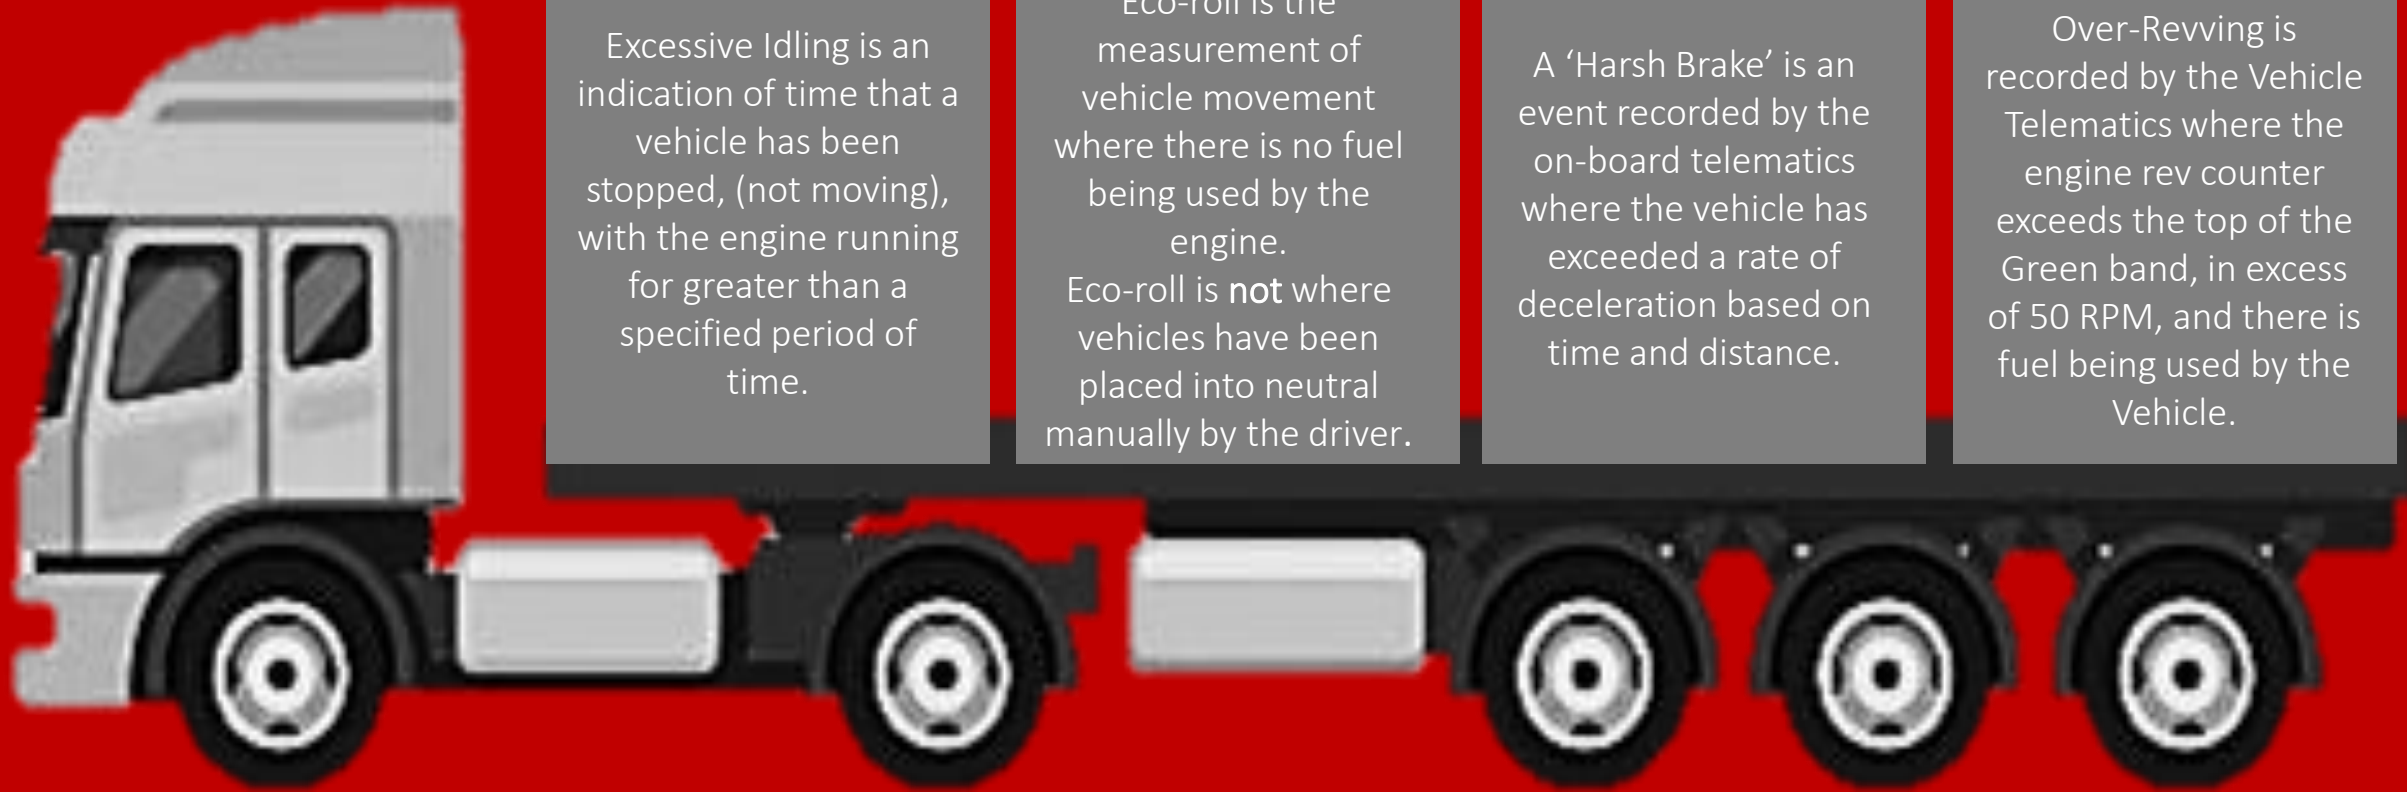 Excessive Idling is an
indication of time that a
vehicle has been
stopped, (not moving),
with the engine running
for greater than a
specified period of
time.
Eco-roll is the
measurement of
vehicle movement
where there is no fuel
being used by the
engine.
Eco-roll is not where
vehicles have been
placed into neutral
manually by the driver.
A ‘Harsh Brake’ is an
event recorded by the
on-board telematics
where the vehicle has
exceeded a rate of
deceleration based on
time and distance.
Over-Revving is
recorded by the Vehicle
Telematics where the
engine rev counter
exceeds the top of the
Green band, in excess
of 50 RPM, and there is
fuel being used by the
Vehicle.